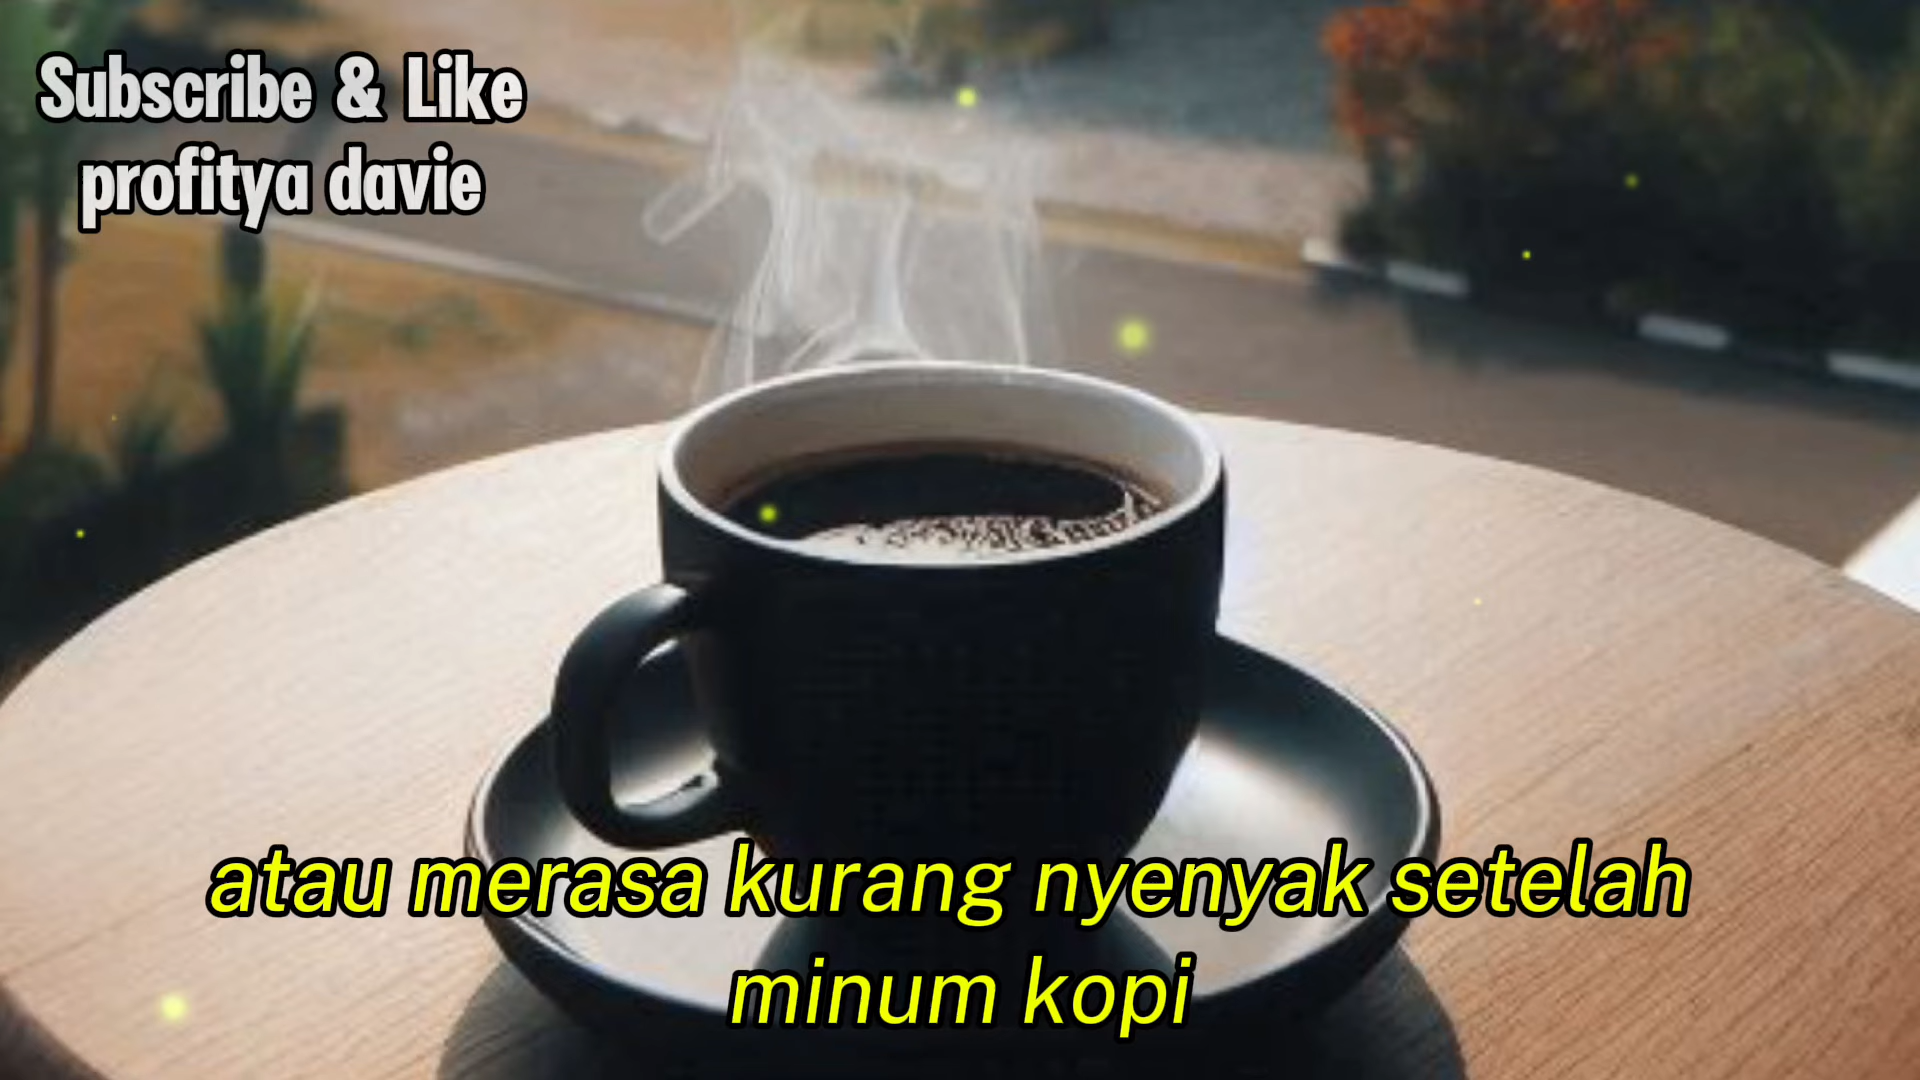 Subscribe & Like
profitya davie
atau merasa kurang nyenyak setelah
minum kopi